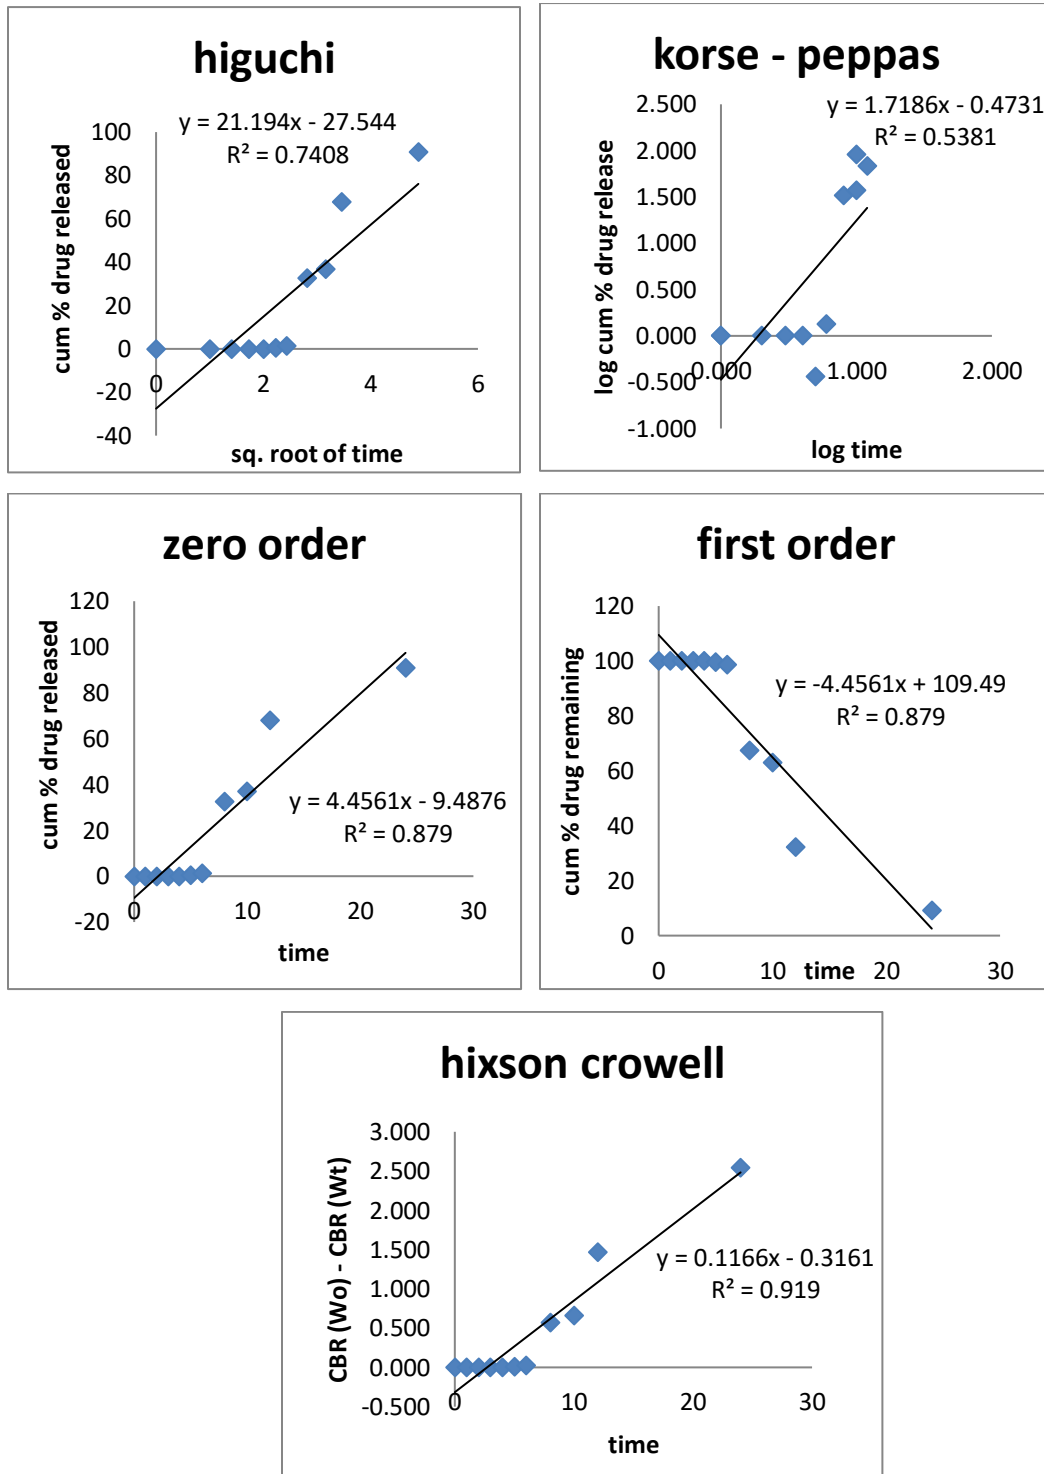 higuchi
y = 21.194x - 27.544
R² = 0.7408
cum % drug released
100
80
60
40
20
0
-20
-40
0
2
4
6
sq. root of time
korse - peppas
y = 1.7186x - 0.4731
R² = 0.5381
log cum % drug release
2.500
2.000
1.500
1.000
0.500
0.000
-0.500
-1.000
0.000
1.000
2.000
log time
zero order
cum % drug released
120
100
80
60
40
20
0
-20
y = 4.4561x - 9.4876
R² = 0.879
0
10
20
30
time
first order
cum % drug remaining
120
100
80
60
40
20
0
y = -4.4561x + 109.49
R² = 0.879
0
10
time
20
30
hixson crowell
CBR (Wo) - CBR (Wt)
3.000
2.500
2.000
1.500
1.000
0.500
0.000
-0.500
y = 0.1166x - 0.3161
R² = 0.919
0
10
20
30
time